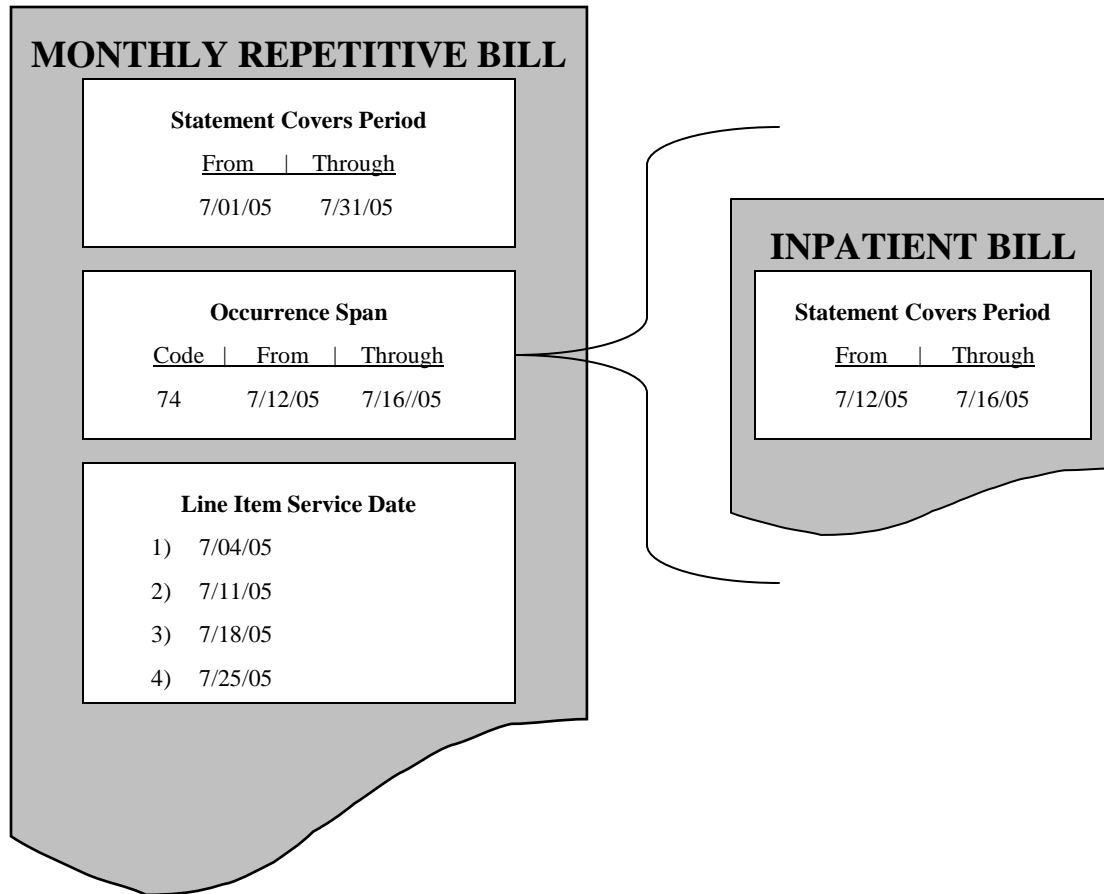 MONTHLY REPETITIVE BILL
Statement Covers Period
From | Through
7/01/05 7/31/05
Occurrence Span
Code | From | Through
74 7/12/05 7/16//05
Line Item Service Date
1) 7/04/05
2) 7/11/05
3) 7/18/05
4) 7/25/05
INPATIENT BILL
Statement Covers Period
From | Through
7/12/05 7/16/05